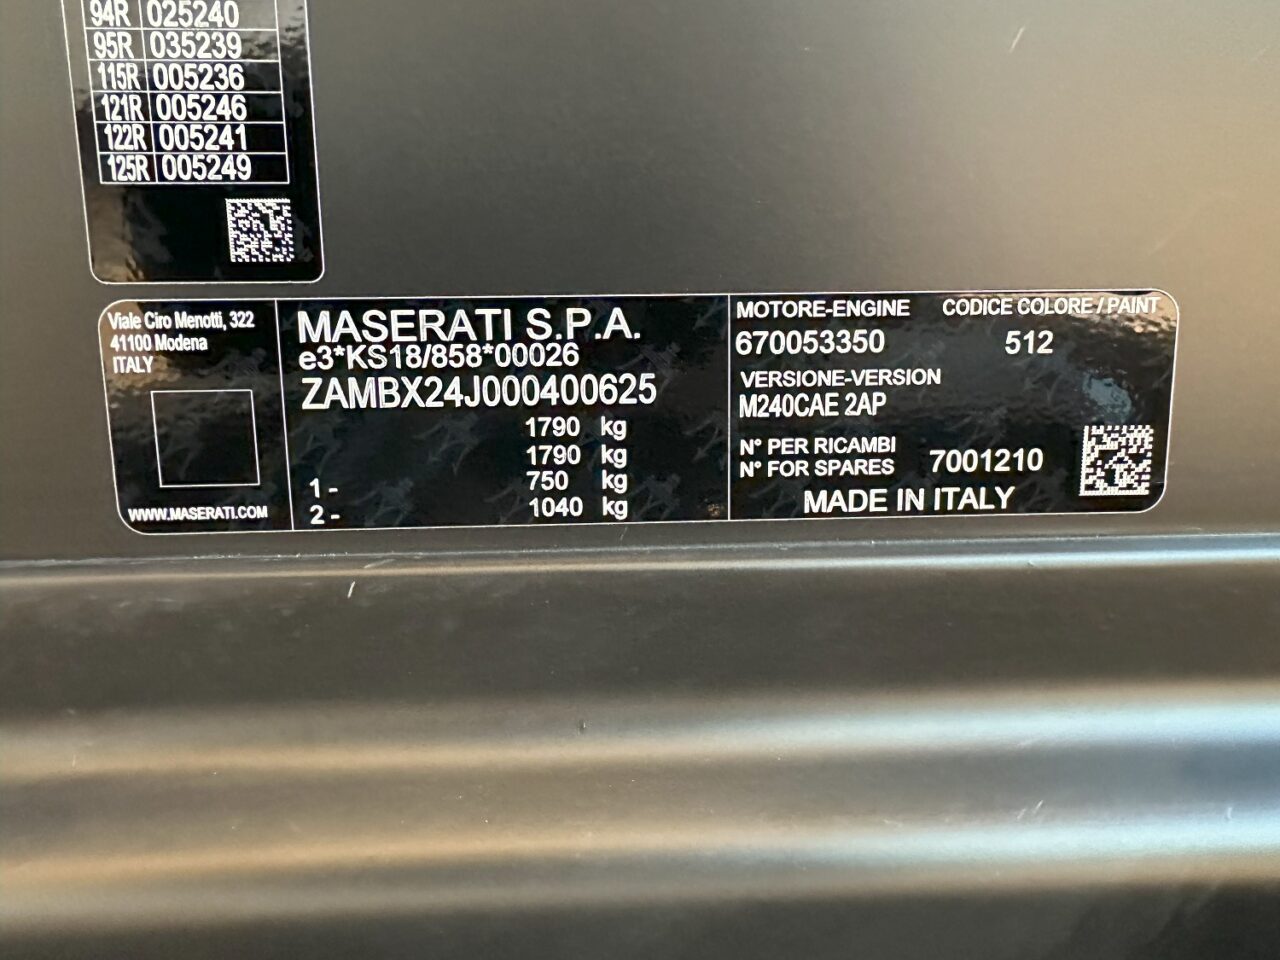 94R 025240
95R 035239
115R 005236
121R 005246
122R 005241
125R 005249
Viale Ciro Menotti, 322
41100 Modena
ITALY
WWW.MASERATI.COM
MASERATI S.P.A.
e3*KS18/858*00026
ZAMBX24J000400625
1790 kg
1790 kg
1 - 750 kg
2 - 1040 kg
MOTORE-ENGINE CODICE COLORE / PAINT
670053350 512
VERSIONE-VERSION
M240CAE 2AP
N° PER RICAMBI
N° FOR SPARES 7001210
MADE IN ITALY